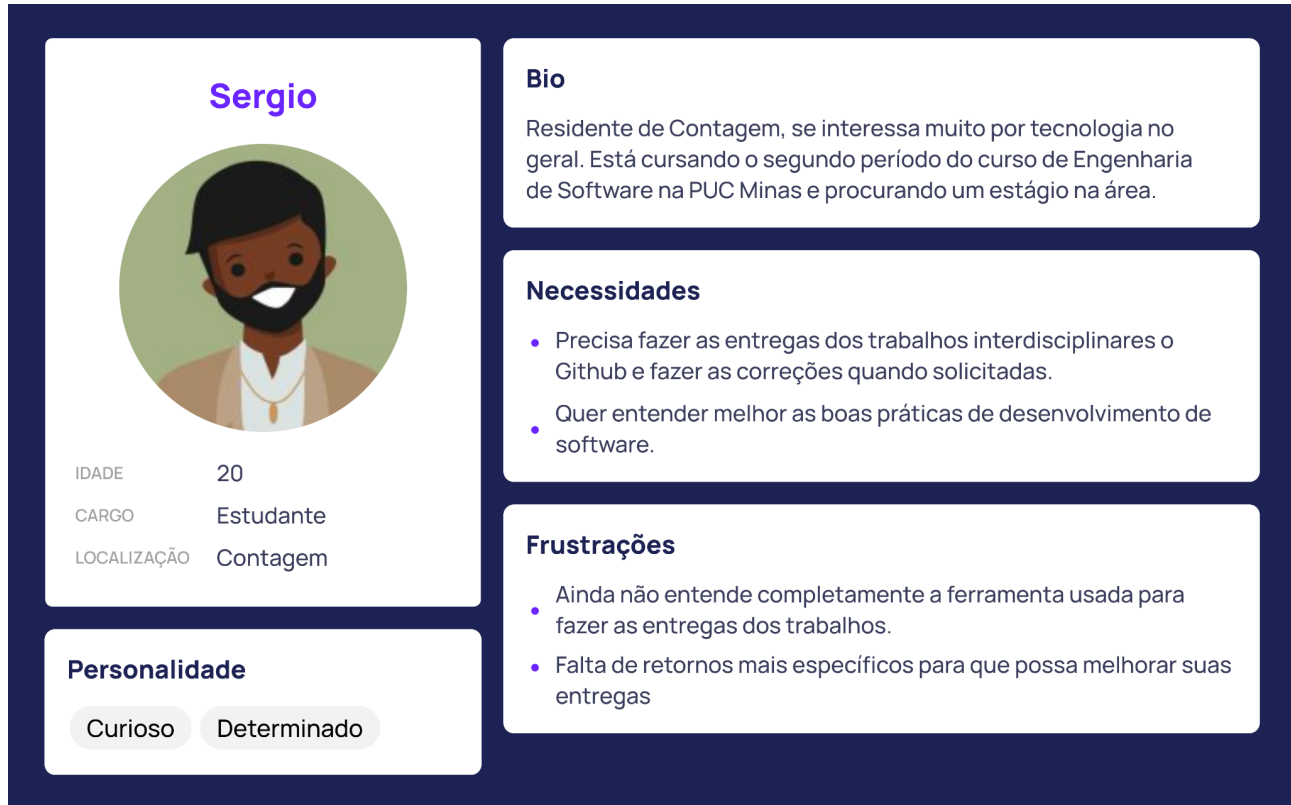 Sergio
IDADE 20
CARGO Estudante
LOCALIZAÇÃO Contagem
Personalidade
Curioso Determinado
Bio
Residente de Contagem, se interessa muito por tecnologia no
geral. Está cursando o segundo período do curso de Engenharia
de Software na PUC Minas e procurando um estágio na área.
Necessidades
• Precisa fazer as entregas dos trabalhos interdisciplinares o
Github e fazer as correções quando solicitadas.
• Quer entender melhor as boas práticas de desenvolvimento de
software.
Frustrações
• Ainda não entende completamente a ferramenta usada para
fazer as entregas dos trabalhos.
• Falta de retornos mais específicos para que possa melhorar suas
entregas